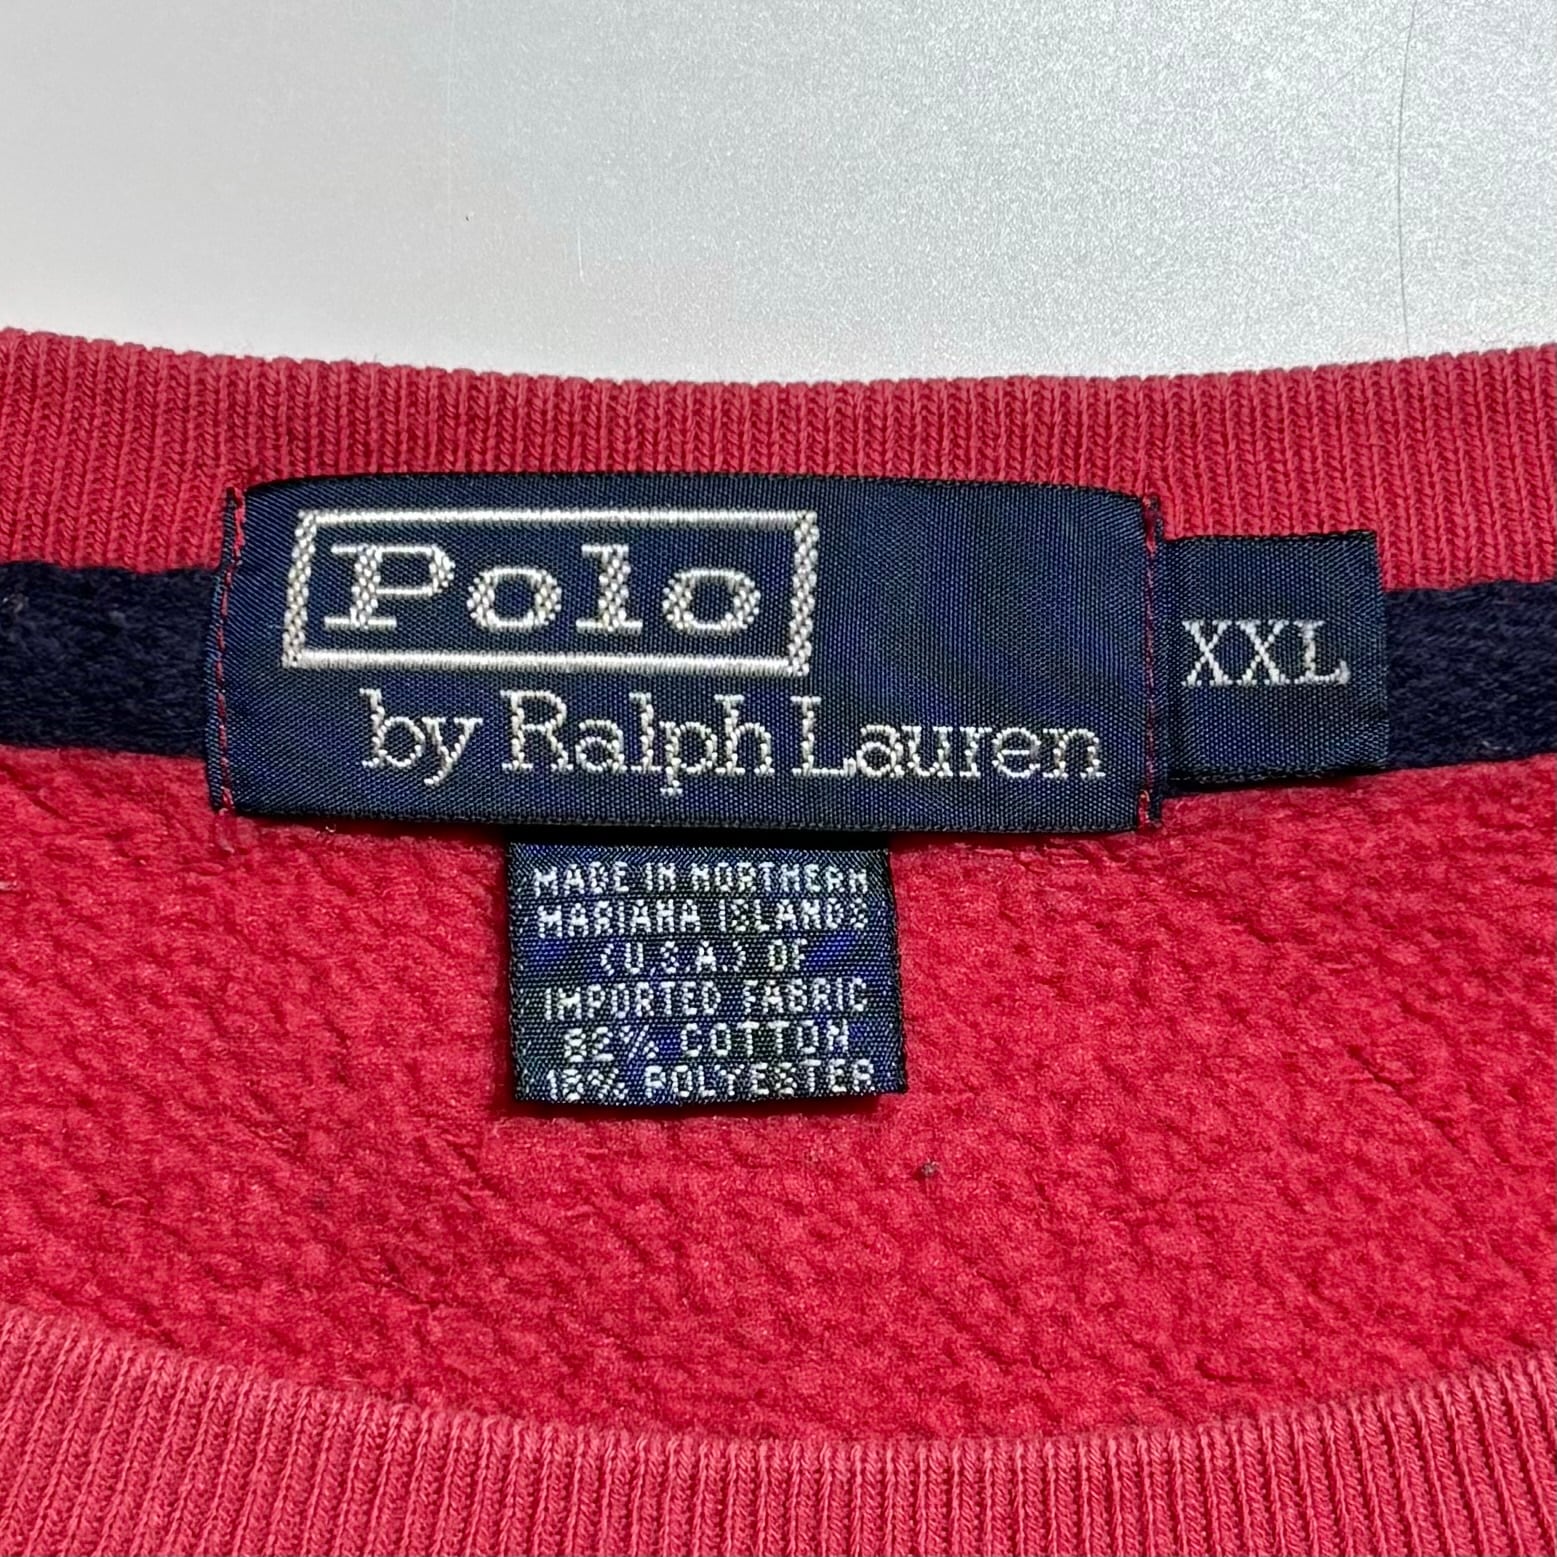 Polo
by Ralph Lauren
XXL
MADE IN NORTHERN
MARIANA ISLANDS
(U.S.A.) OF
IMPORTED FABRIC
82% COTTON
18% POLYESTER